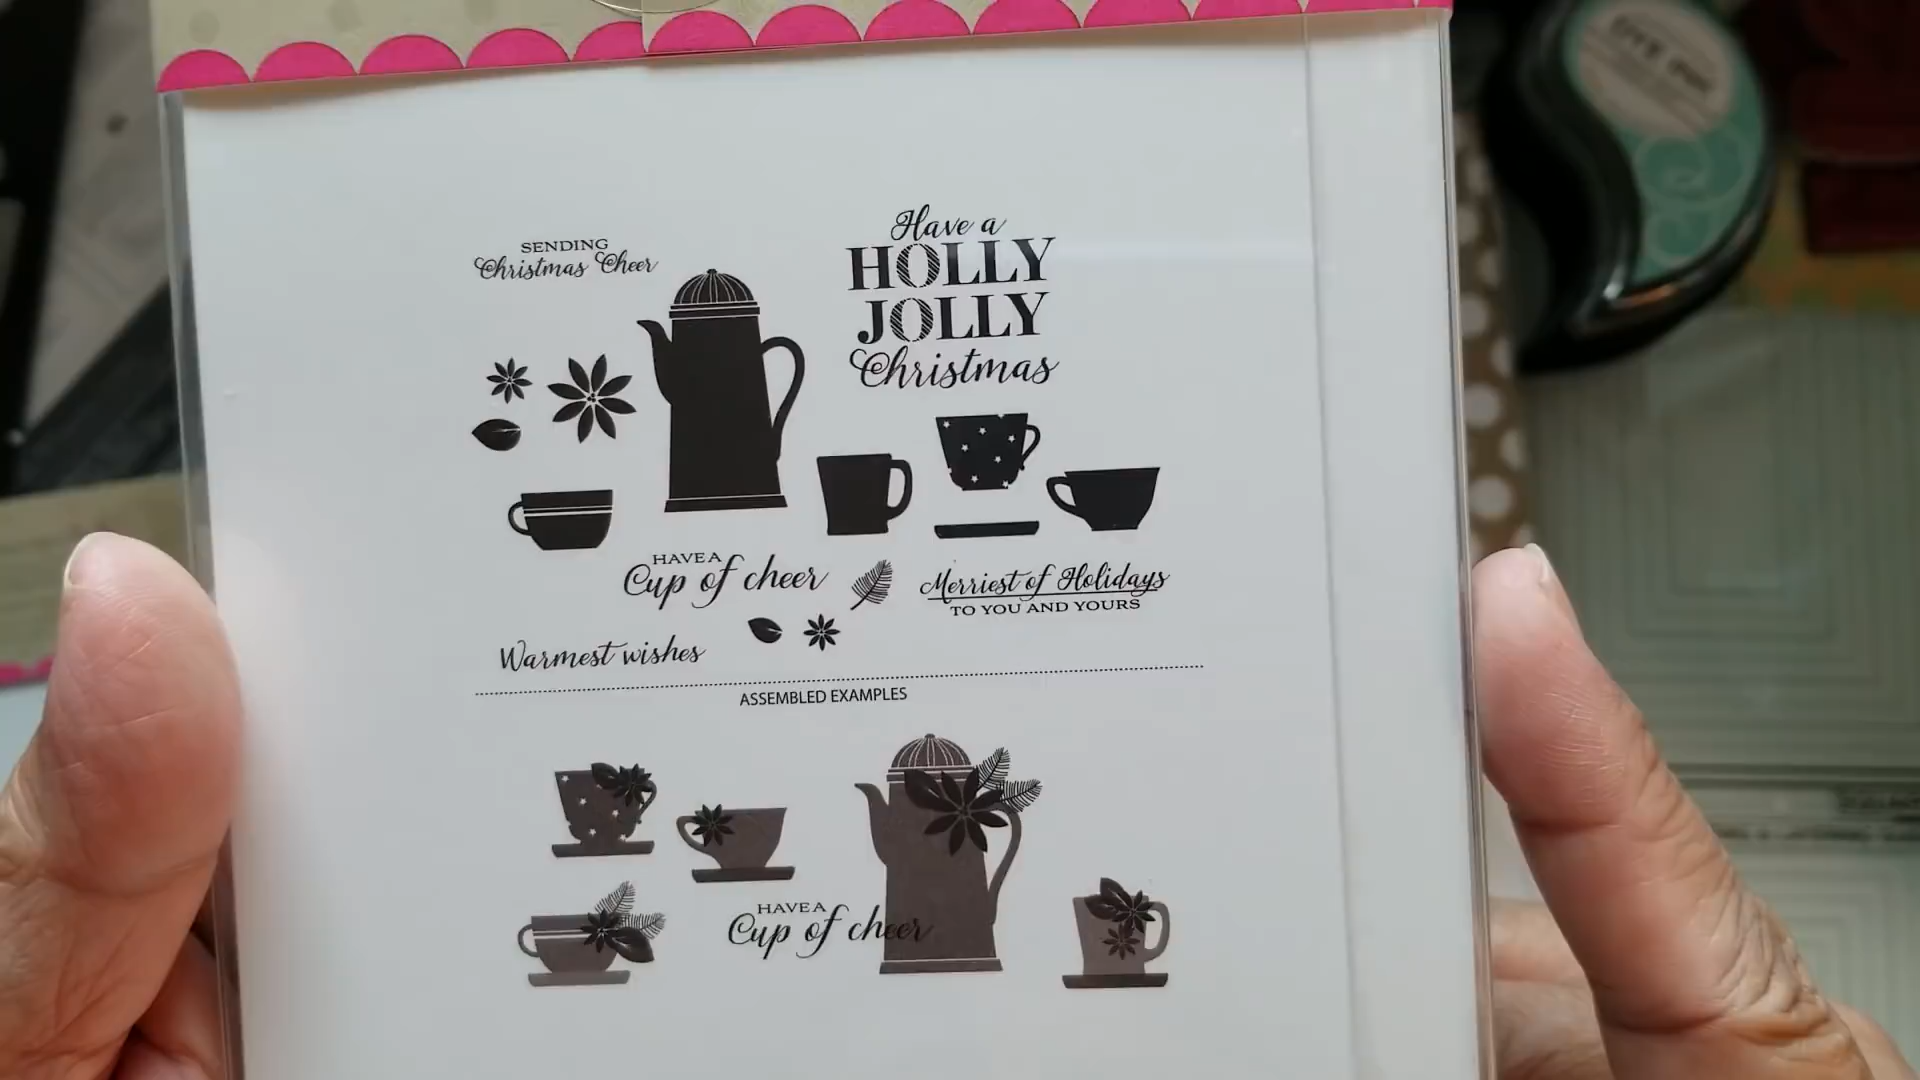 SENDING
Christmas Cheer
Have a
HOLLY
JOLLY
Christmas
HAVE A
Cup of cheer
Merriest of Holidays
TO YOU AND YOURS
Warmest wishes
ASSEMBLED EXAMPLES
HAVE A
Cup of cheer